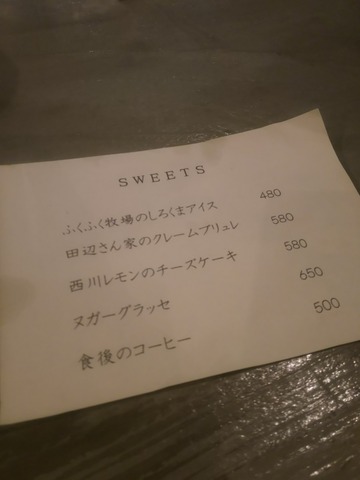 SWEETS
ふくふく牧場のしろくまアイス 480
田辺さん家のクレームブリュレ 580
西川レモンのチーズケーキ 580
ヌガーグラッセ 650
食後のコーヒー 500